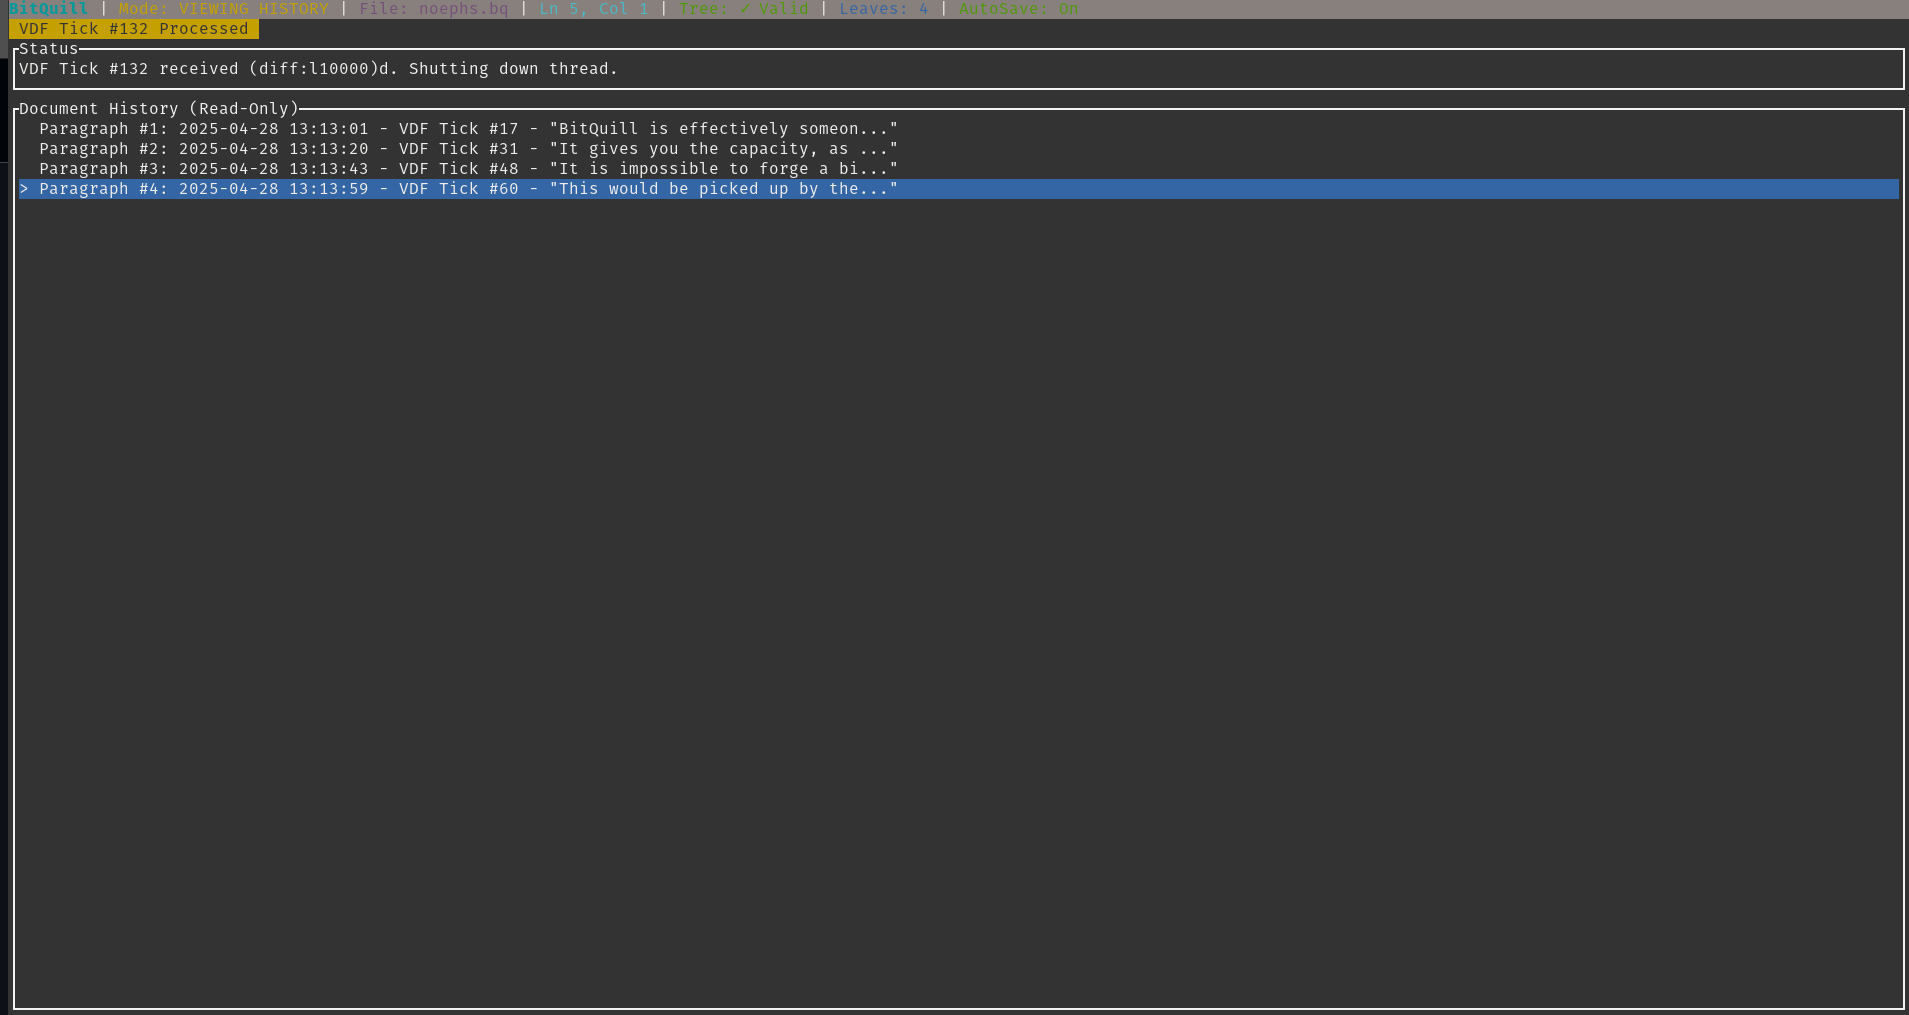 BitQuill | Mode: VIEWING HISTORY | File: noephs.bq | Ln 5, Col 1 | Tree: ✓ Valid | Leaves: 4 | AutoSave: On
VDF Tick #132 Processed
Status
VDF Tick #132 received (diff:l10000)d. Shutting down thread.
Document History (Read-Only)
Paragraph #1: 2025-04-28 13:13:01 - VDF Tick #17 - "BitQuill is effectively someon..."
Paragraph #2: 2025-04-28 13:13:20 - VDF Tick #31 - "It gives you the capacity, as ..."
Paragraph #3: 2025-04-28 13:13:43 - VDF Tick #48 - "It is impossible to forge a bi..."
> Paragraph #4: 2025-04-28 13:13:59 - VDF Tick #60 - "This would be picked up by the..."